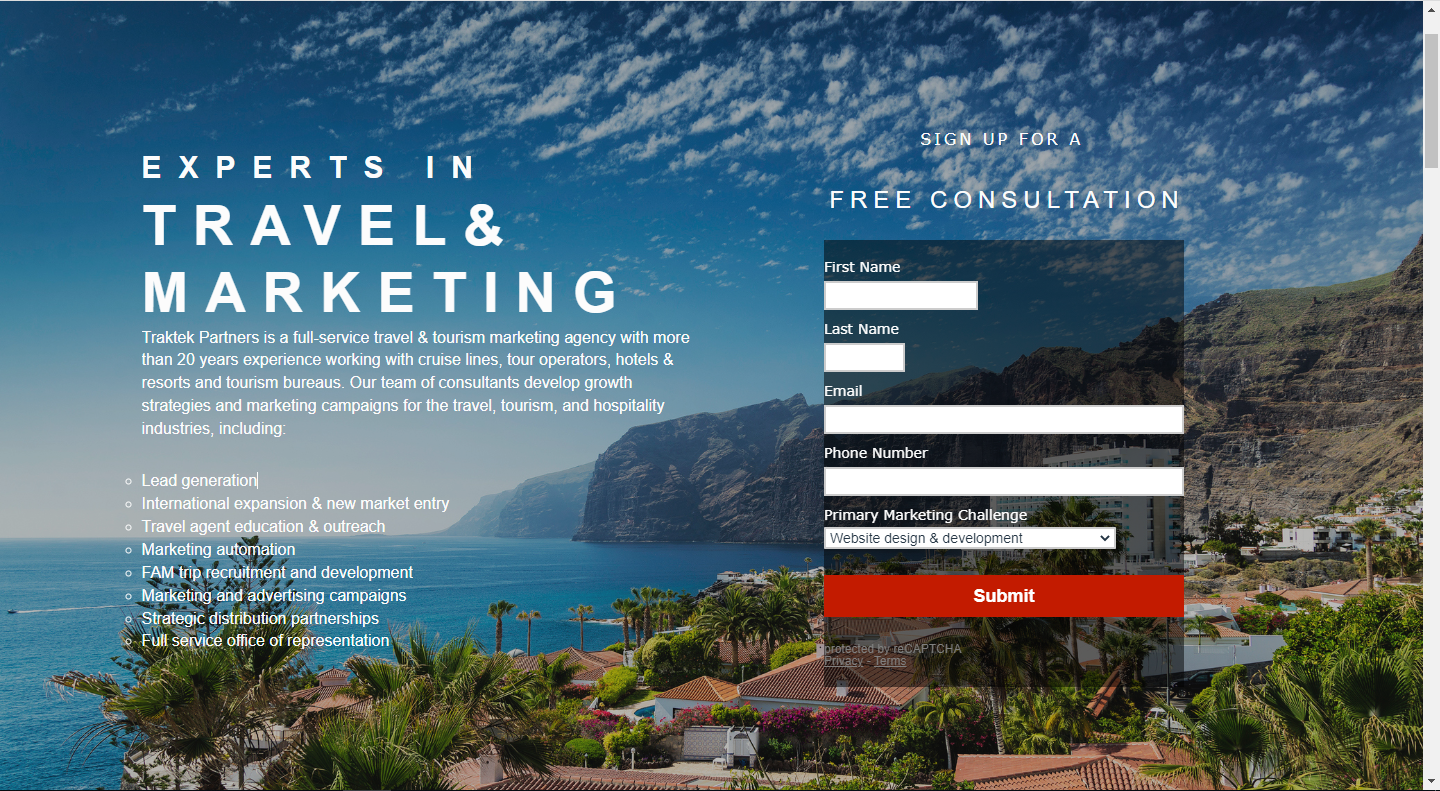 EXPERTS IN
TRAVEL&
MARKETING
Traktek Partners is a full-service travel & tourism marketing agency with more
than 20 years experience working with cruise lines, tour operators, hotels &
resorts and tourism bureaus. Our team of consultants develop growth
strategies and marketing campaigns for the travel, tourism, and hospitality
industries, including:
Lead generation
International expansion & new market entry
Travel agent education & outreach
Marketing automation
FAM trip recruitment and development
Marketing and advertising campaigns
Strategic distribution partnerships
Full service office of representation
SIGN UP FOR A
FREE CONSULTATION
First Name
Last Name
Email
Phone Number
Primary Marketing Challenge
Website design & development
Submit
protected by reCAPTCHA
Privacy - Terms